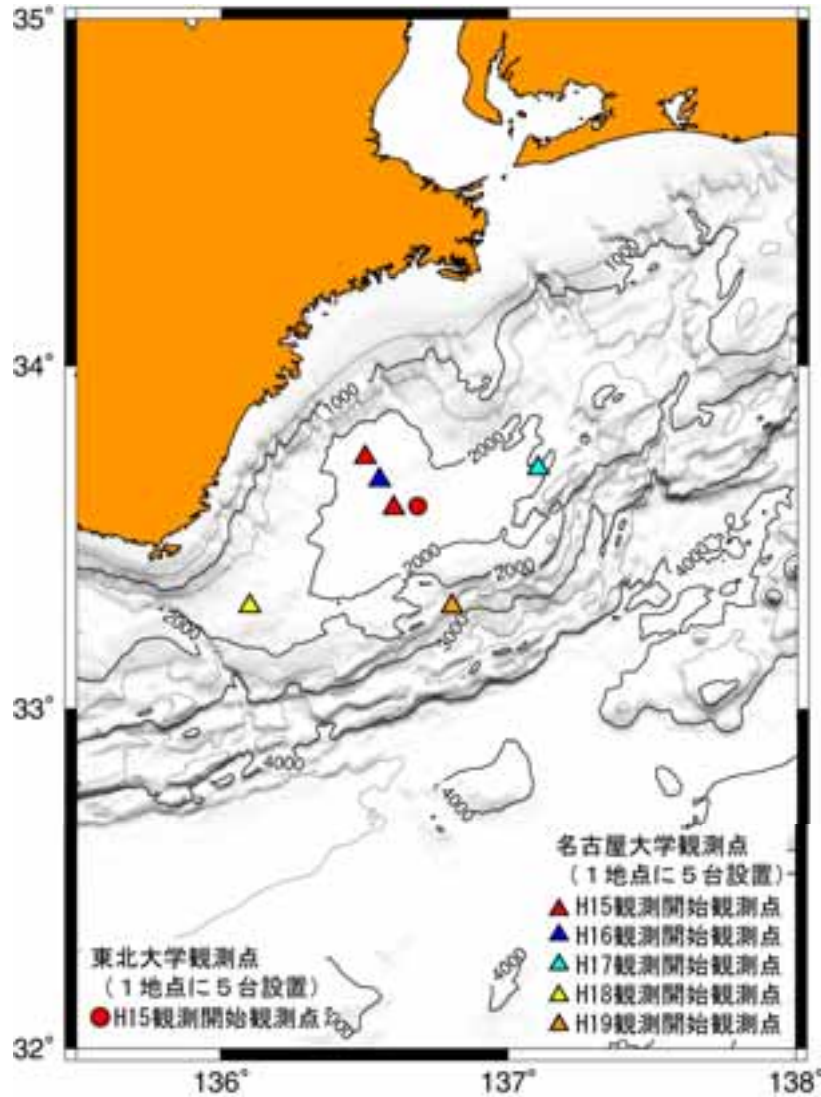 35°
34°
33°
32°
136°
137°
138°
1000
1000
2000
2000
2000
2000
3000
4000
4000
4000
4000
名古屋大学観測点
(1地点に5台設置)
H15観測開始観測点
H16観測開始観測点
H17観測開始観測点
H18観測開始観測点
H19観測開始観測点
東北大学観測点
(1地点に5台設置)
H15観測開始観測点